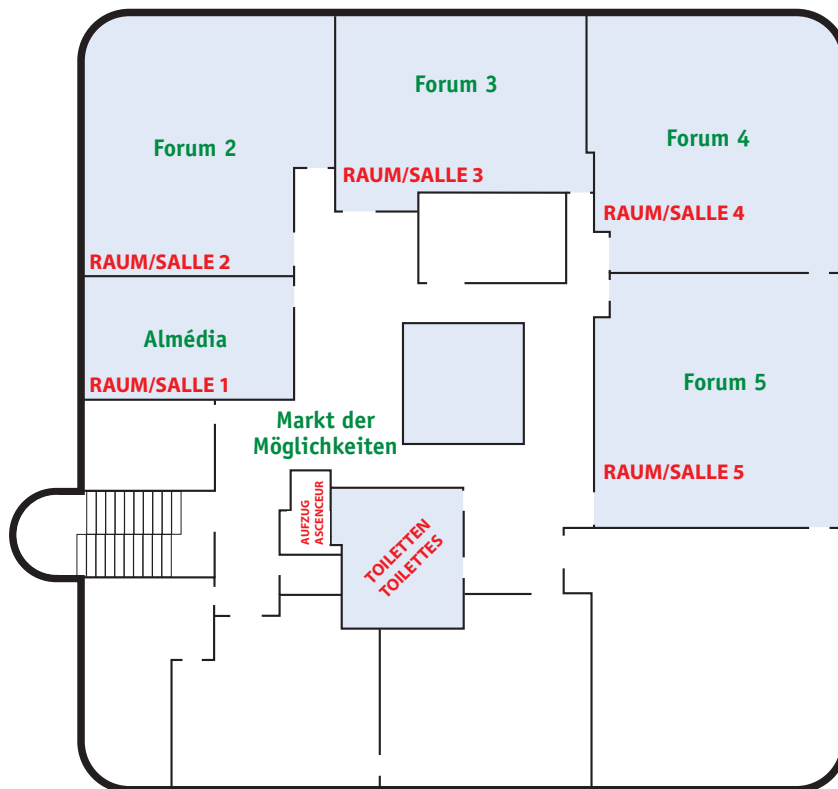 Forum 3
Forum 4
Forum 2
RAUM/SALLE 3
RAUM/SALLE 4
RAUM/SALLE 2
Almédia
RAUM/SALLE 1
Forum 5
Markt der
Möglichkeiten
RAUM/SALLE 5
AUFZUG
ASCENCEUR
TOILETTEN
TOILETTES